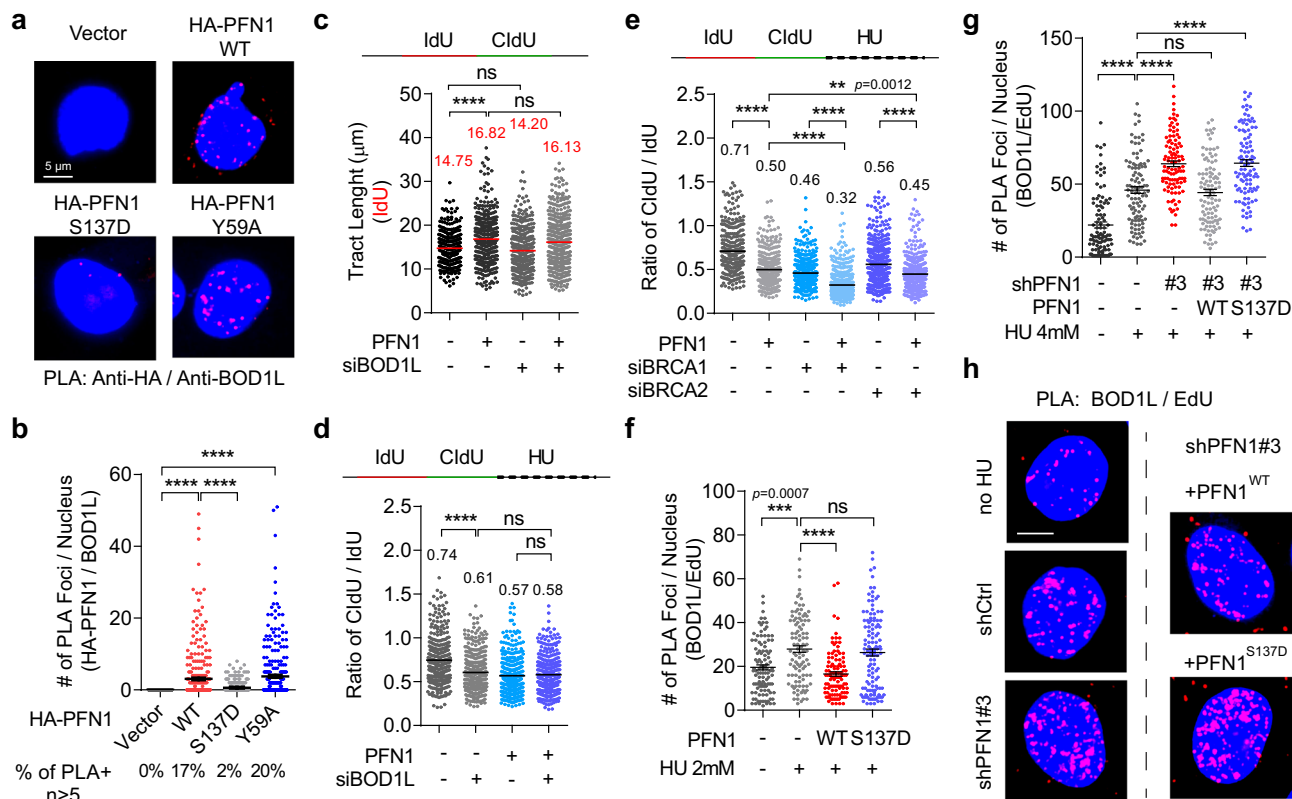 a
Vector
HA-PFN1
WT
5 µm
HA-PFN1
S137D
HA-PFN1
Y59A
PLA: Anti-HA / Anti-BOD1L
b
# of PLA Foci / Nucleus
(HA-PFN1 / BOD1L)
60
40
20
0
**** 
**** ****
HA-PFN1
Vector WT S137D Y59A
% of PLA+ 0% 17% 2% 20%
n≥5
c
IdU CIdU
Tract Lenght (µm)
(IdU)
50
40
30
20
10
0
ns
**** ns
14.75 16.82 14.20 16.13
PFN1 - + - +
siBOD1L - - + +
d
IdU CIdU HU
Ratio of CIdU / IdU
2.5
2.0
1.5
1.0
0.5
0.0
**** ns
ns
0.74 0.61 0.57 0.58
PFN1 - - + +
siBOD1L - + - +
e
IdU CIdU HU
Ratio of CIdU / IdU
2.5
2.0
1.5
1.0
0.5
0.0
** p=0.0012
**** **** ****
****
0.71 0.50 0.46 0.32 0.56 0.45
PFN1 - + - + - +
siBRCA1 - - + + - -
siBRCA2 - - - - + +
f
# of PLA Foci / Nucleus
(BOD1L/EdU)
100
80
60
40
20
0
p=0.0007
*** ns
****
PFN1 - - WT S137D
HU 2mM - + + +
g
# of PLA Foci / Nucleus
(BOD1L/EdU)
150
100
50
0
****
ns
**** ****
shPFN1 - - #3 #3 #3
PFN1 - - - WT S137D
HU 4mM - + + + +
h
PLA: BOD1L / EdU
no HU
shCtrl
shPFN1#3
shPFN1#3
+PFN1WT
+PFN1S137D